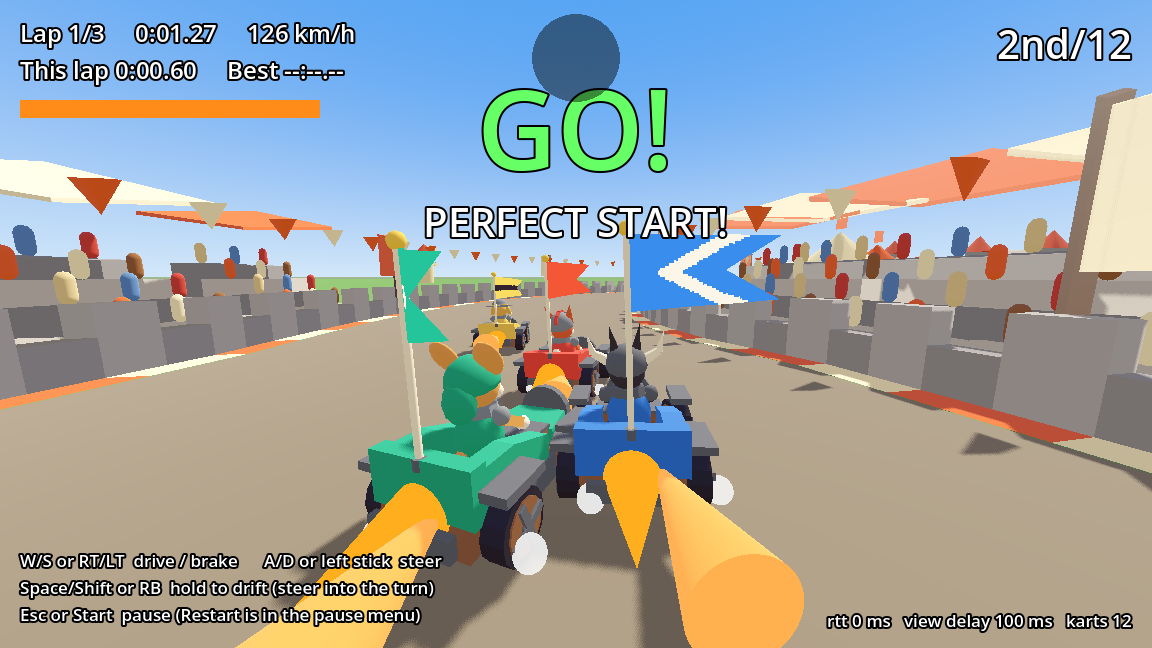 Lap 1/3 0:01.27 126 km/h
2nd/12
This lap 0:00.60 Best --:--.--
GO!
PERFECT START!
W/S or RT/LT drive / brake A/D or left stick steer
Space/Shift or RB hold to drift (steer into the turn)
Esc or Start pause (Restart is in the pause menu)
rtt 0 ms view delay 100 ms karts 12